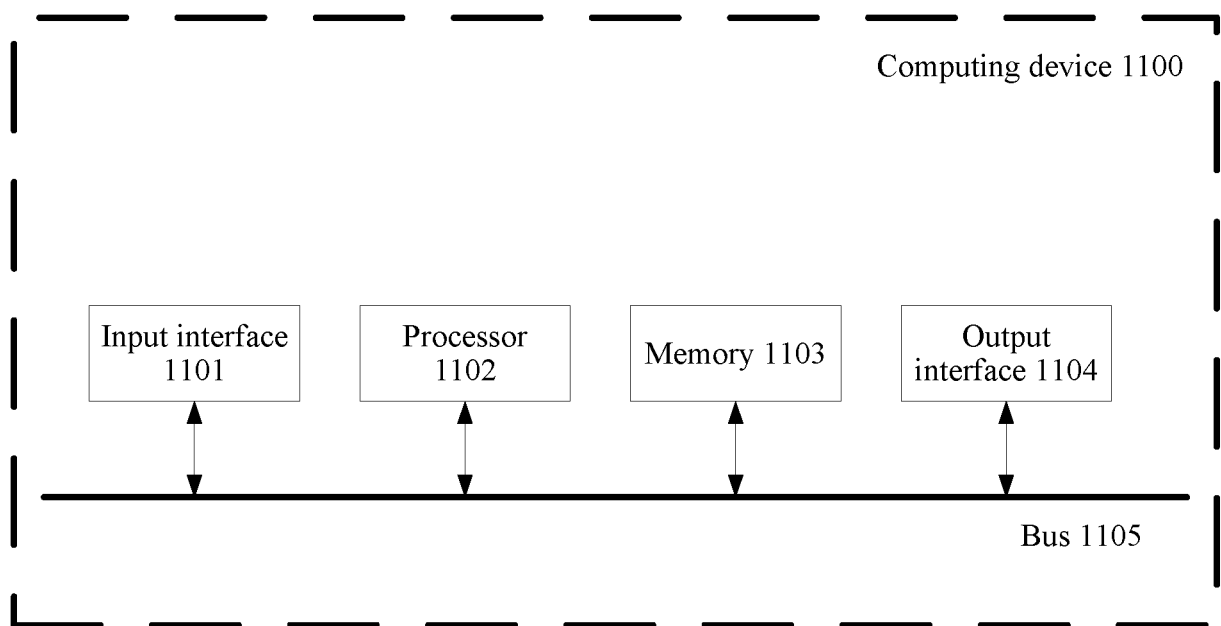 Computing device 1100
Input interface
1101
Processor
1102
Memory 1103
Output
interface 1104
Bus 1105